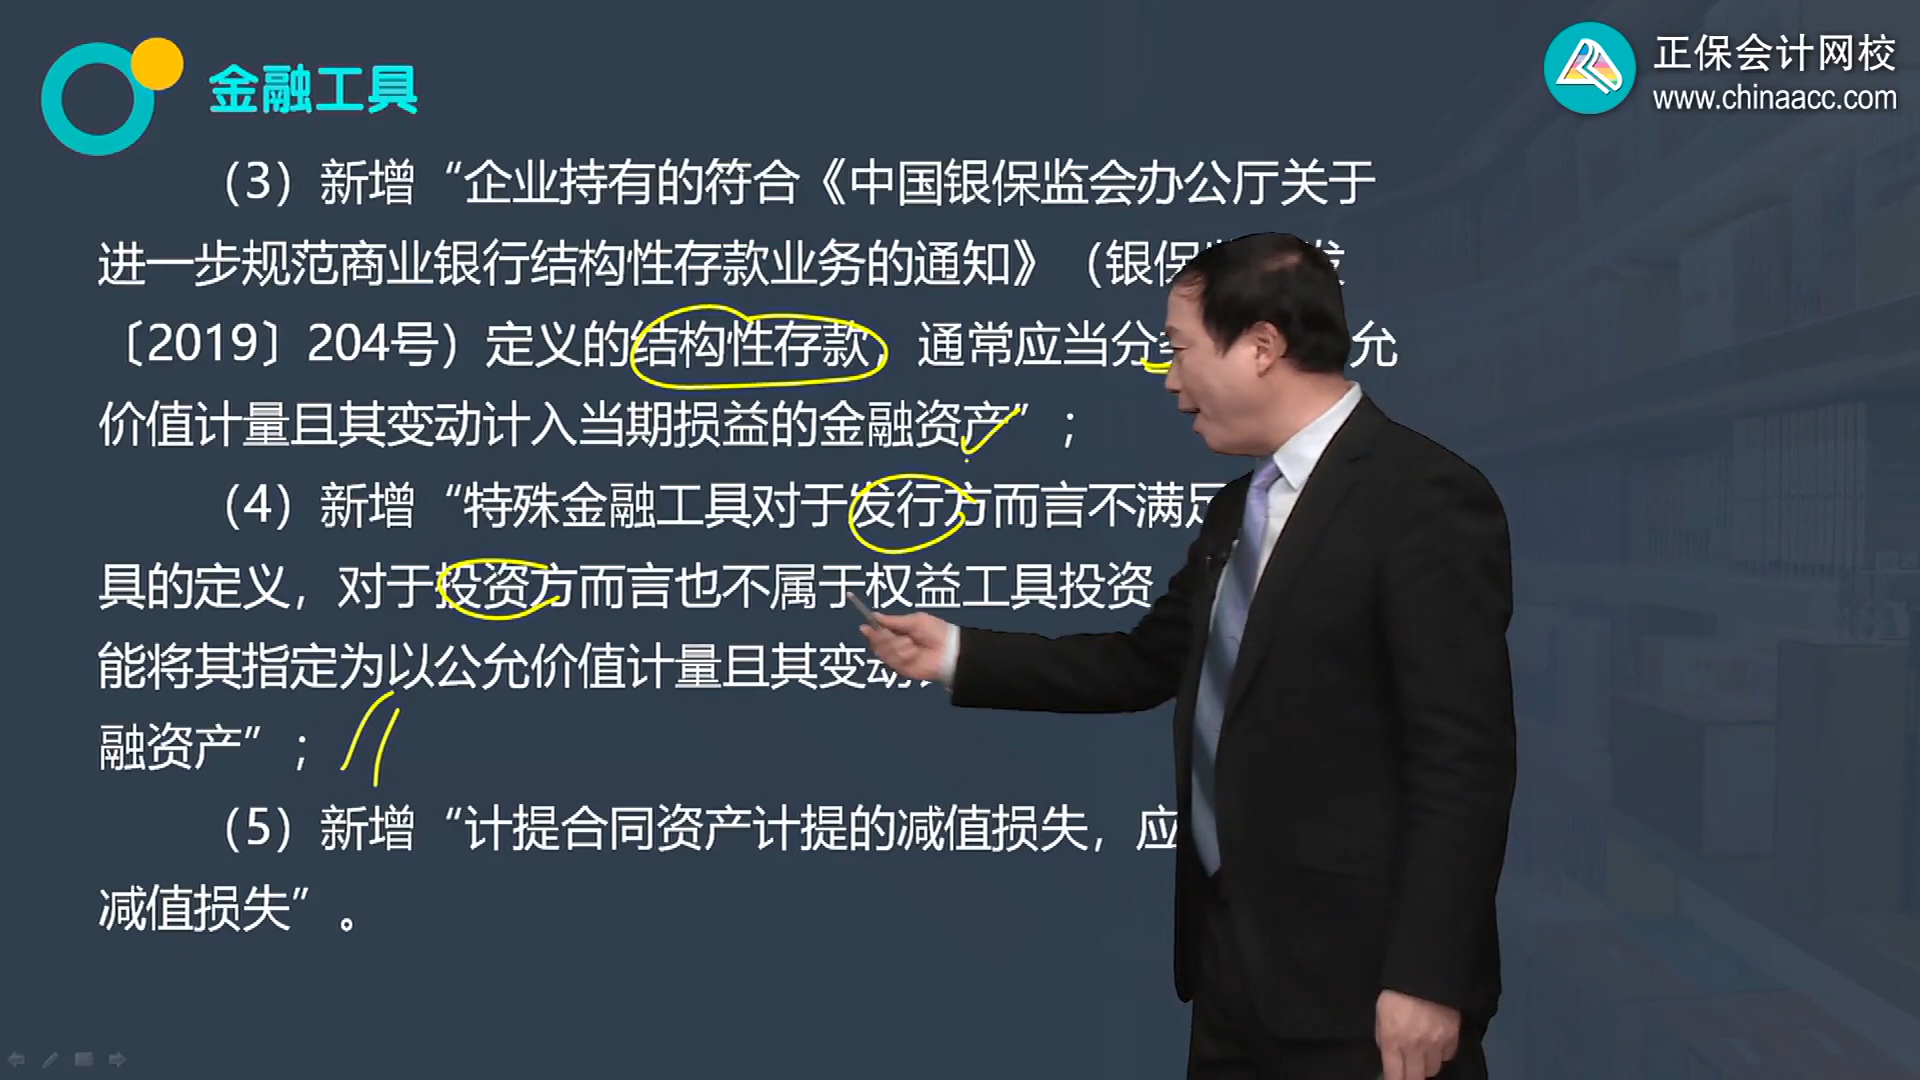 金融工具
正保会计网校
www.chinaacc.com
（3）新增“企业持有的符合《中国银保监会办公厅关于
进一步规范商业银行结构性存款业务的通知》（银保 发
〔2019〕204号）定义的结构性存款，通常应当分 允
价值计量且其变动计入当期损益的金融资产”；
（4）新增“特殊金融工具对于发行方而言不满足
具的定义，对于投资方而言也不属于权益工具投资
能将其指定为以公允价值计量且其变动
融资产”；
（5）新增“计提合同资产计提的减值损失，应
减值损失”。